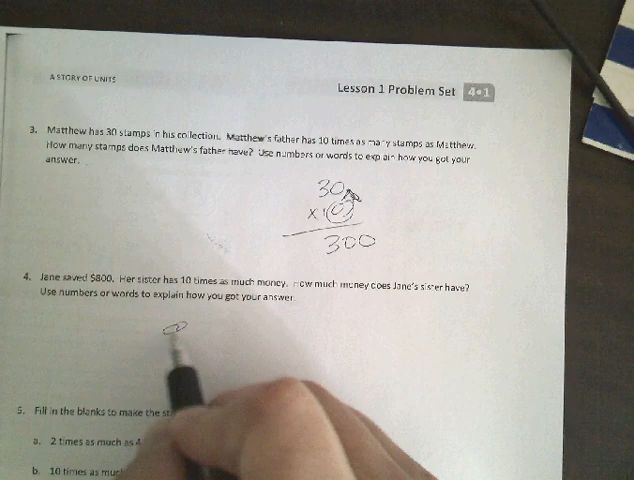 A STORY OF UNITS
Lesson 1 Problem Set 4•1
3. Matthew has 30 stamps in his collection. Matthew's father has 10 times as many stamps as Matthew.
How many stamps does Matthew's father have? Use numbers or words to explain how you got your
answer.
30
x10
300
4. Jane saved $800. Her sister has 10 times as much money. How much money does Jane's sister have?
Use numbers or words to explain how you got your answer.
5. Fill in the blanks to make the
a. 2 times as much as 4
b. 10 times as